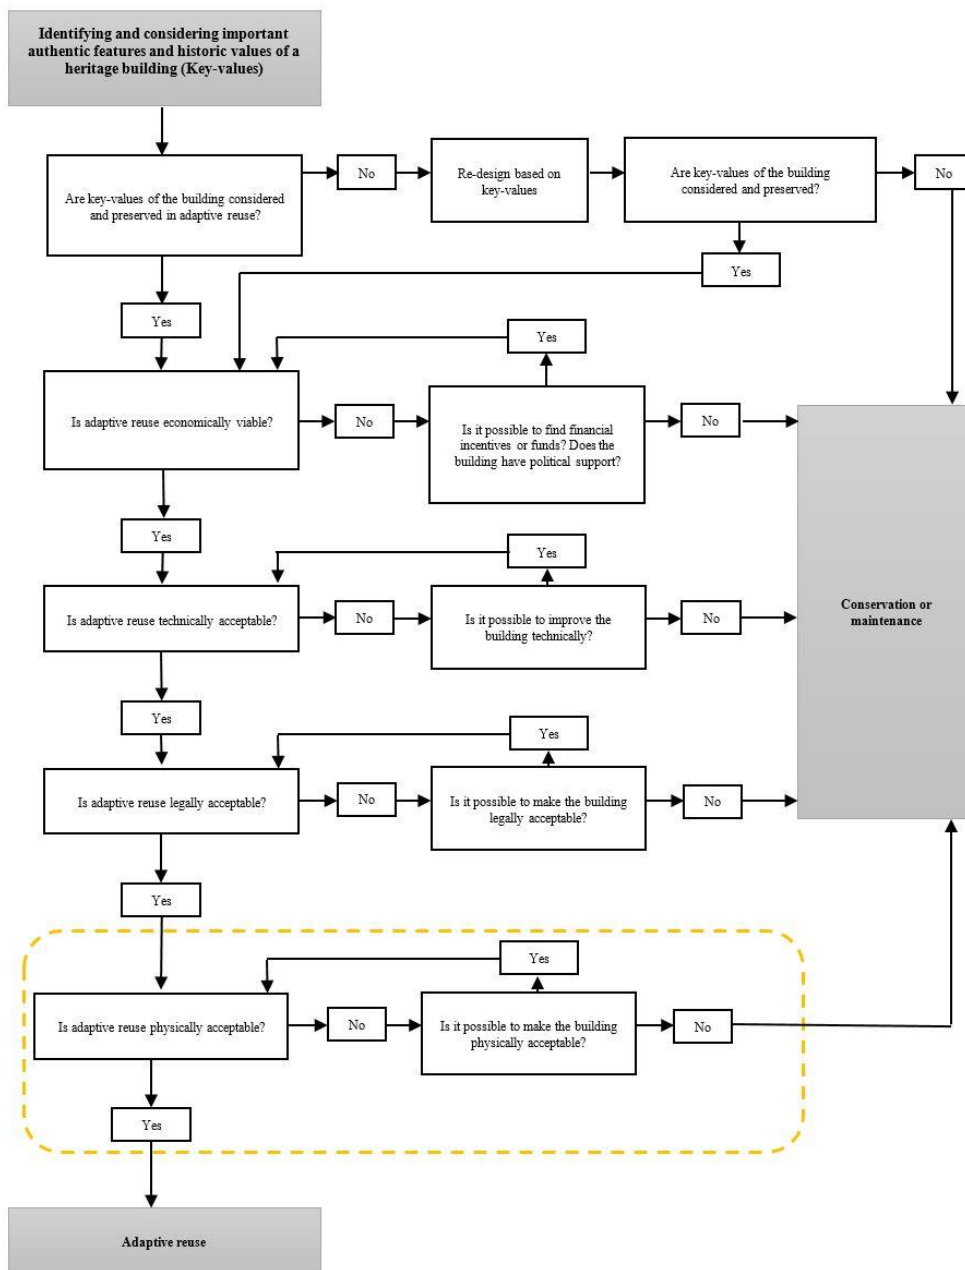 Identifying and considering important
authentic features and historic values of a
heritage building (Key-values)
Are key-values of the building considered
and preserved in adaptive reuse?
No
Re-design based on
key-values
Are key-values of the building
considered and preserved?
No
Yes
Yes
Yes
Is adaptive reuse economically viable?
No
Is it possible to find financial
incentives or funds? Does the
building have political support?
No
Yes
Yes
Is adaptive reuse technically acceptable?
No
Is it possible to improve the
building technically?
No
Conservation or
maintenance
Yes
Yes
Is adaptive reuse legally acceptable?
No
Is it possible to make the building
legally acceptable?
No
Yes
Yes
Is adaptive reuse physically acceptable?
No
Is it possible to make the building
physically acceptable?
No
Yes
Adaptive reuse